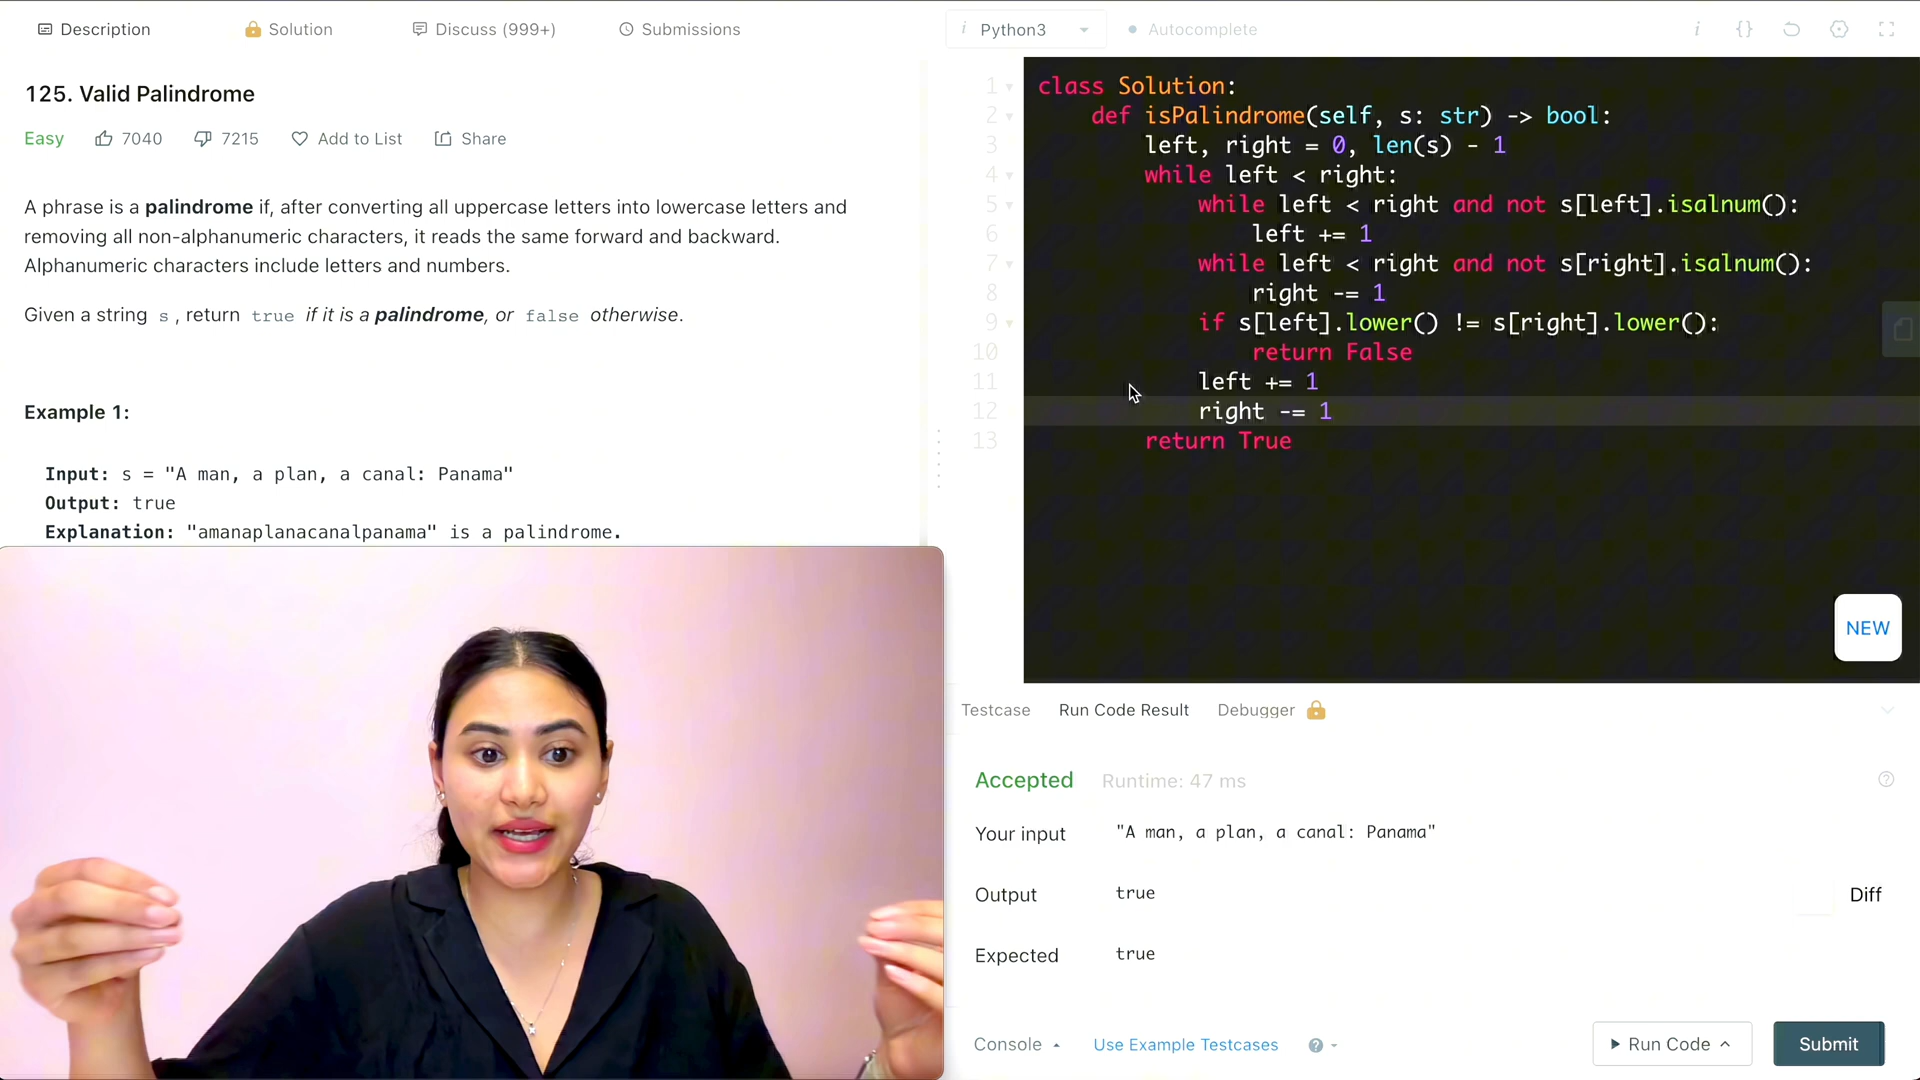 Description
Solution
Discuss (999+)
Submissions
125. Valid Palindrome
Easy
7040
7215
Add to List
Share
A phrase is a palindrome if, after converting all uppercase letters into lowercase letters and
removing all non-alphanumeric characters, it reads the same forward and backward.
Alphanumeric characters include letters and numbers.
Given a string s , return true if it is a palindrome, or false otherwise.
Example 1:
Input: s = "A man, a plan, a canal: Panama"
Output: true
Explanation: "amanaplanacanalpanama" is a palindrome.
i Python3
Autocomplete
i {}
1 class Solution:
2 def isPalindrome(self, s: str) -> bool:
3 left, right = 0, len(s) - 1
4 while left < right:
5 while left < right and not s[left].isalnum():
6 left += 1
7 while left < right and not s[right].isalnum():
8 right -= 1
9 if s[left].lower() != s[right].lower():
10 return False
11 left += 1
12 right -= 1
13 return True
NEW
Testcase
Run Code Result
Debugger
Accepted
Runtime: 47 ms
?
Your input
"A man, a plan, a canal: Panama"
Output
true
Diff
Expected
true
Console
Use Example Testcases
?
Run Code
Submit